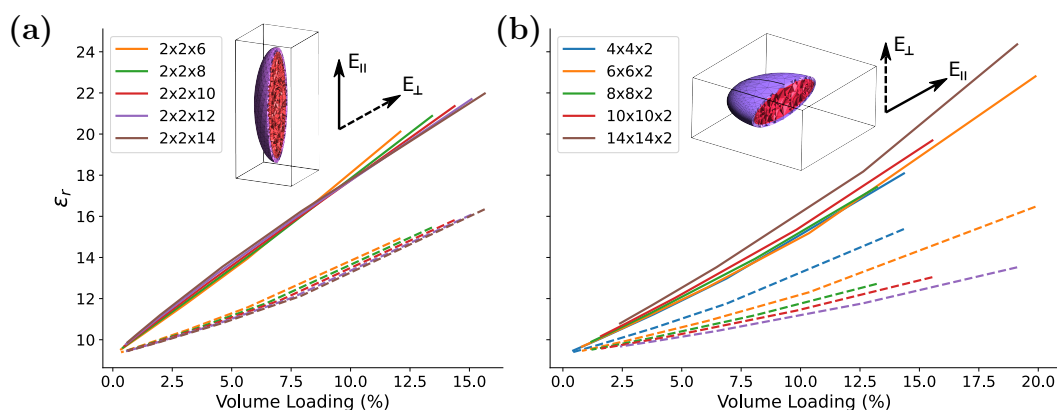 (a)
2x2x6
2x2x8
2x2x10
2x2x12
2x2x14
E||
E⊥
24
22
20
18
16
14
12
10
εr
0.0 2.5 5.0 7.5 10.0 12.5 15.0
Volume Loading (%)
(b)
4x4x2
6x6x2
8x8x2
10x10x2
14x14x2
E⊥
E||
0.0 2.5 5.0 7.5 10.0 12.5 15.0 17.5 20.0
Volume Loading (%)